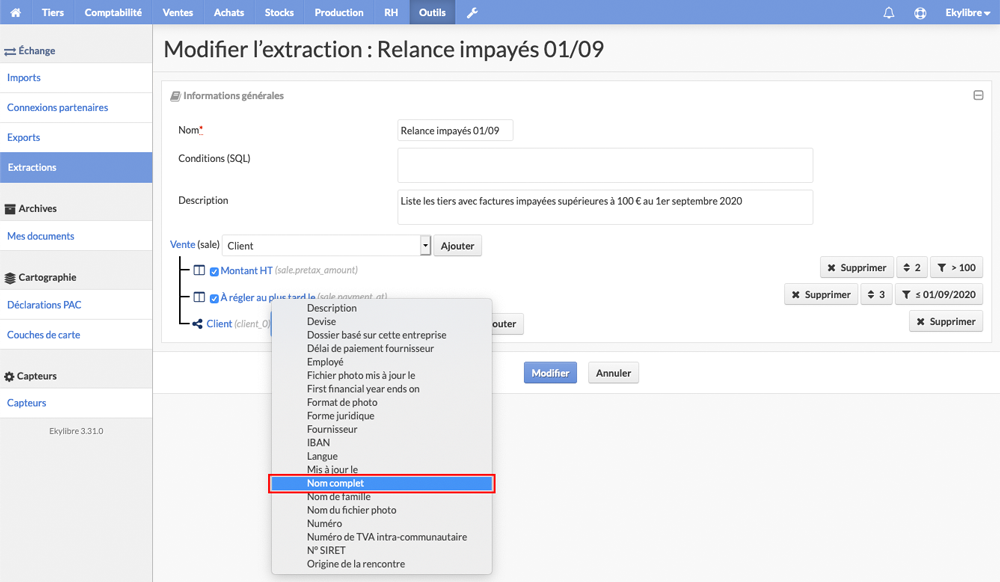 Tiers Comptabilité Ventes Achats Stocks Production RH Outils Ekylibre
Échange
Imports
Connexions partenaires
Exports
Extractions
Archives
Mes documents
Cartographie
Déclarations PAC
Couches de carte
Capteurs
Capteurs
Ekylibre 3.31.0
Modifier l'extraction : Relance impayés 01/09
Informations générales
Nom* Relance impayés 01/09
Conditions (SQL)
Description Liste les tiers avec factures impayées supérieures à 100 € au 1er septembre 2020
Vente (sale) Client Ajouter
Montant HT (sale.pretax_amount) Supprimer 2 > 100
À régler au plus tard le (sale.payment_at) Supprimer 3 ≤ 01/09/2020
Client (client_0) outer Supprimer
Description
Devise
Dossier basé sur cette entreprise
Délai de paiement fournisseur
Employé
Fichier photo mis à jour le
First financial year ends on
Format de photo
Forme juridique
Fournisseur
IBAN
Langue
Mis à jour le
Nom complet
Nom de famille
Nom du fichier photo
Numéro
Numéro de TVA intra-communautaire
N° SIRET
Origine de la rencontre
Modifier Annuler